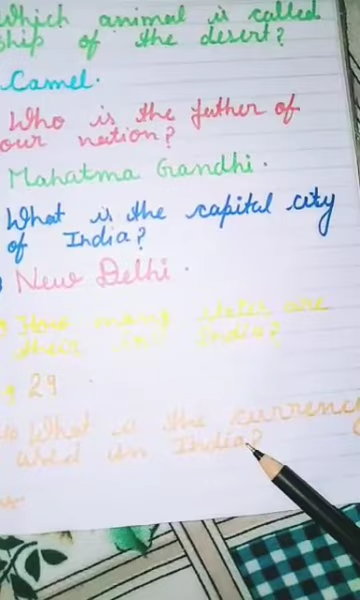 Which animal is called
ship of the desert?
Camel.
Who is the father of
our nation?
Mahatma Gandhi.
What is the capital city
of India?
New Delhi.
How many states are
their in India?
29
What is the currency
used in India?